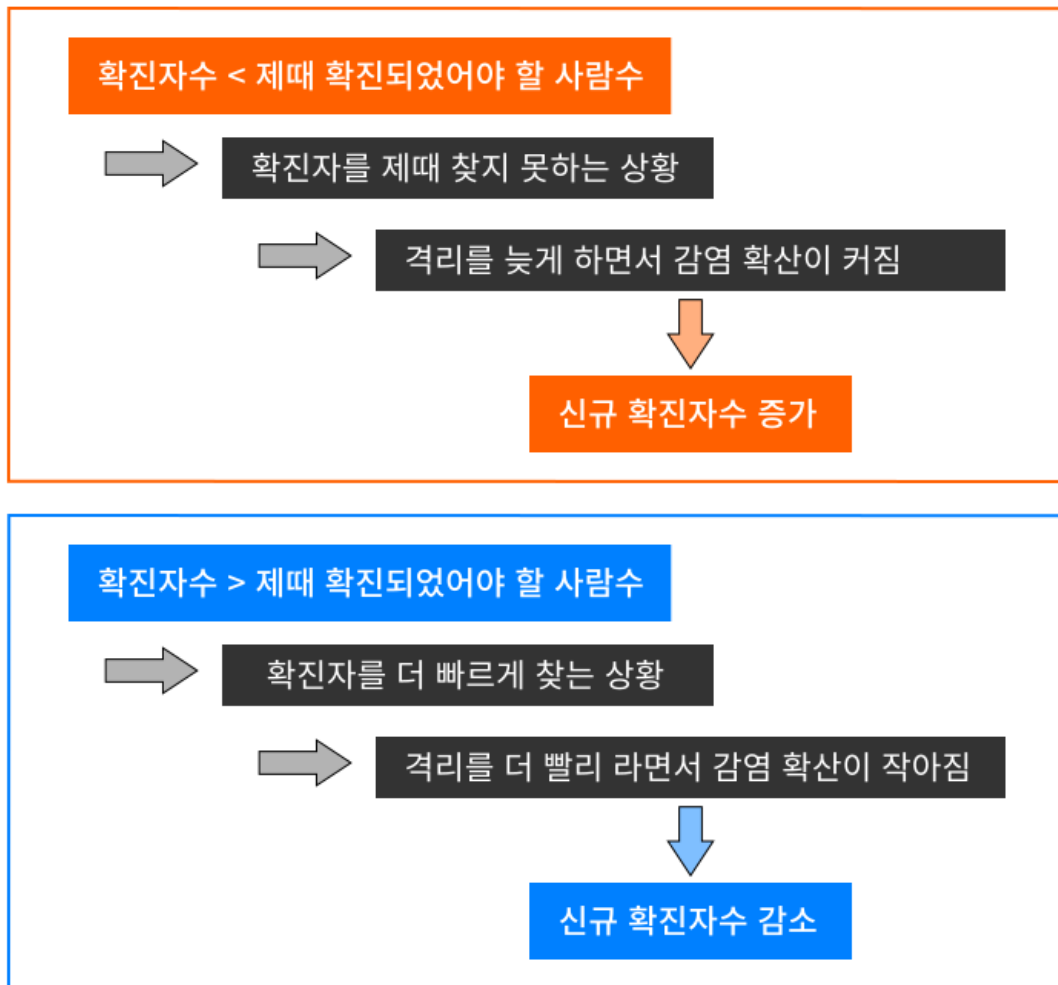 확진자수 < 제때 확진되었어야 할 사람수
확진자를 제때 찾지 못하는 상황
격리를 늦게 하면서 감염 확산이 커짐
신규 확진자수 증가
확진자수 > 제때 확진되었어야 할 사람수
확진자를 더 빠르게 찾는 상황
격리를 더 빨리 라면서 감염 확산이 작아짐
신규 확진자수 감소